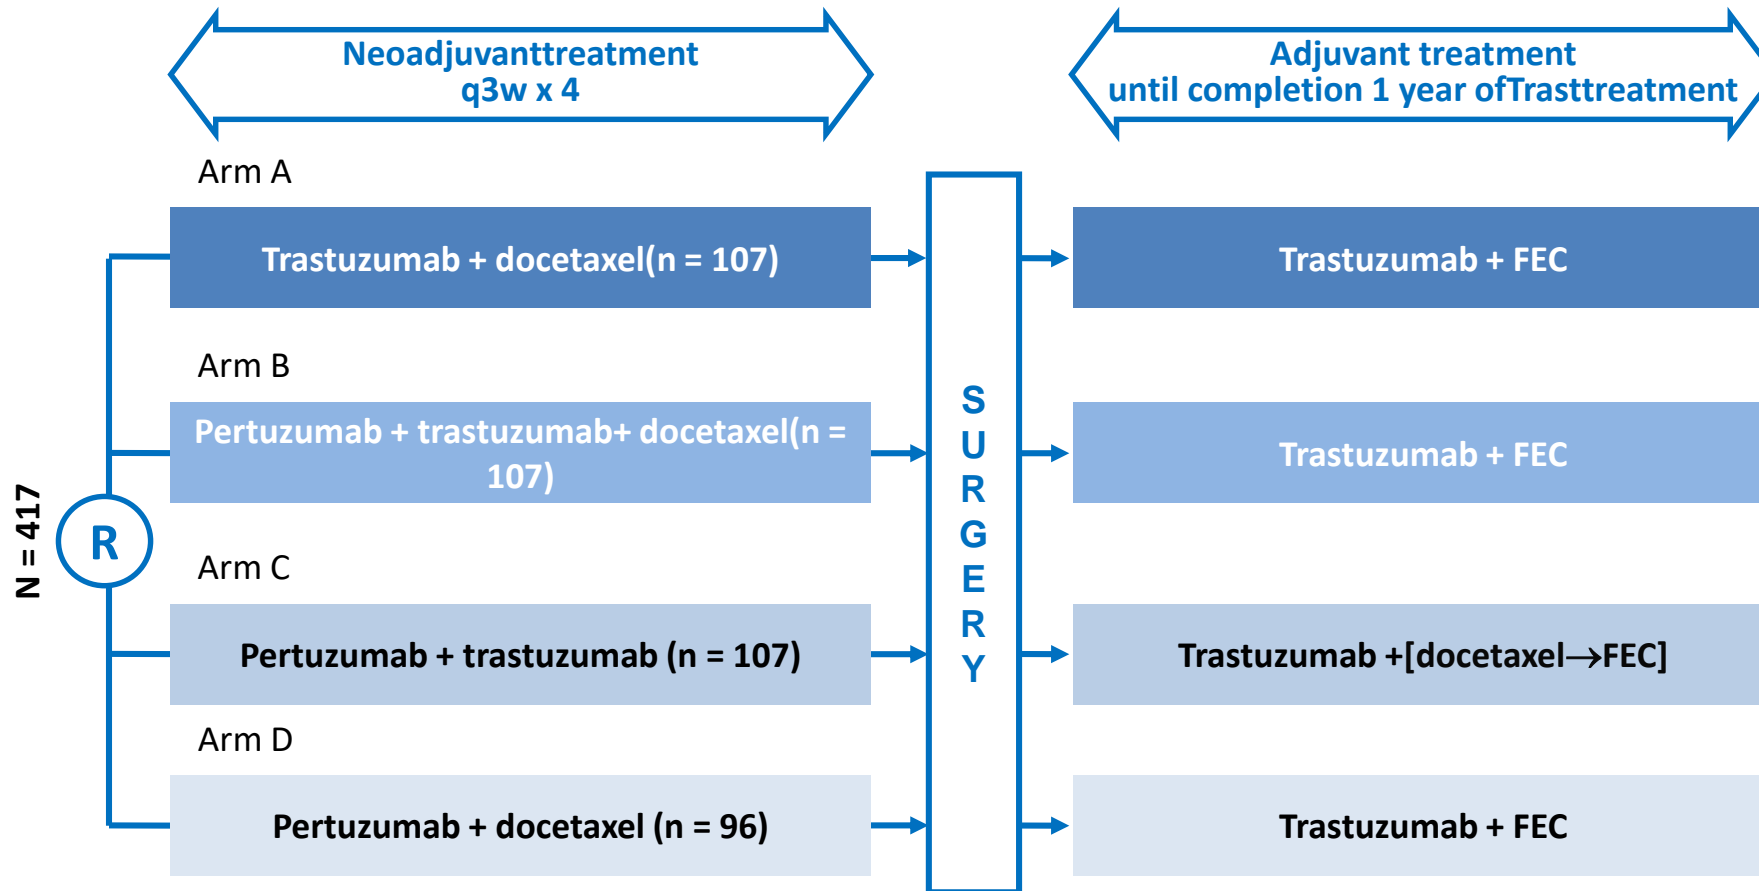 Neoadjuvanttreatment
q3w x 4
Adjuvant treatment
until completion 1 year ofTrasttreatment
Arm A
Trastuzumab + docetaxel(n = 107)
Trastuzumab + FEC
Arm B
Pertuzumab + trastuzumab+ docetaxel(n =
107)
Trastuzumab + FEC
N = 417
R
Arm C
Pertuzumab + trastuzumab (n = 107)
Trastuzumab +[docetaxel→FEC]
Arm D
Pertuzumab + docetaxel (n = 96)
Trastuzumab + FEC
S
U
R
G
E
R
Y